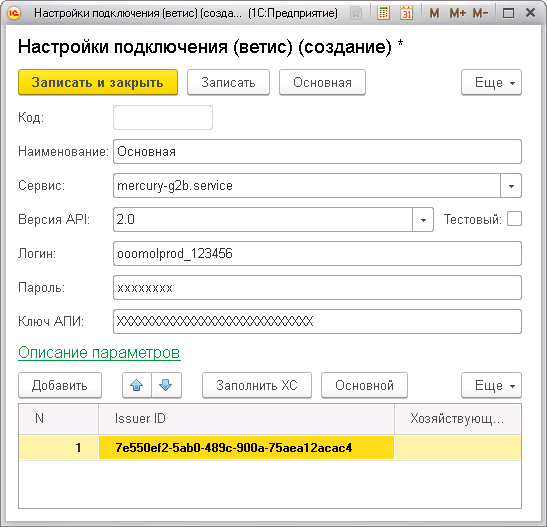 Настройки подключения (ветис) (созда... (1С:Предприятие)
M M+ M-
Настройки подключения (ветис) (создание) *
Записать и закрыть Записать Основная Еще
Код:
Наименование: Основная
Сервис: mercury-g2b.service
Версия API: 2.0 Тестовый:
Логин: ooomolprod_123456
Пароль: xxxxxxxx
Ключ АПИ: XXXXXXXXXXXXXXXXXXXXXXXXXX
Описание параметров
Добавить Заполнить ХС Основной Еще
N Issuer ID Хозяйствующ...
1 7e550ef2-5ab0-489c-900a-75aea12acac4